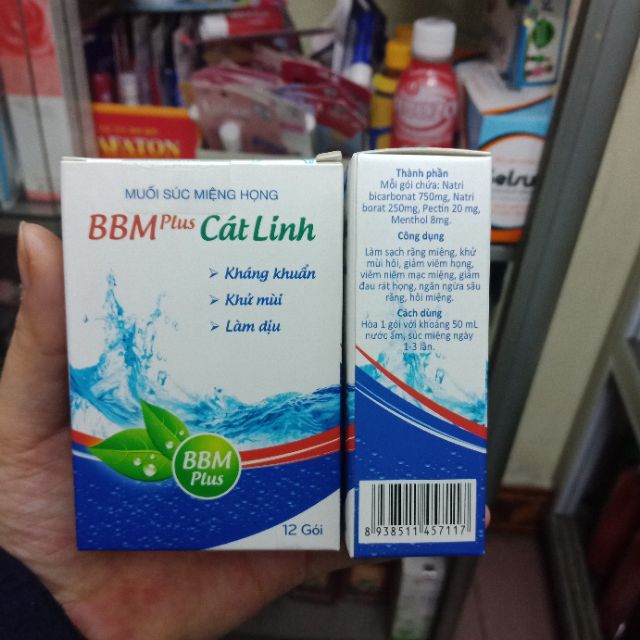 MUỐI SÚC MIỆNG HỌNG
BBM Plus Cát Linh
Kháng khuẩn
Khử mùi
Làm dịu
BBM
Plus
12 Gói
Thành phần
Mỗi gói chứa: Natri
bicarbonat 750mg, Natri
borat 250mg, Pectin 20 mg,
Menthol 8mg.
Công dụng
Làm sạch răng miệng, khử
mùi hôi, giảm viêm họng,
viêm niêm mạc miệng, giảm
đau rát họng, ngăn ngừa sâu
răng, hôi miệng.
Cách dùng
Hòa 1 gói với khoảng 50 mL
nước ấm, súc miệng ngày
1-3 lần.
8 938511 457117